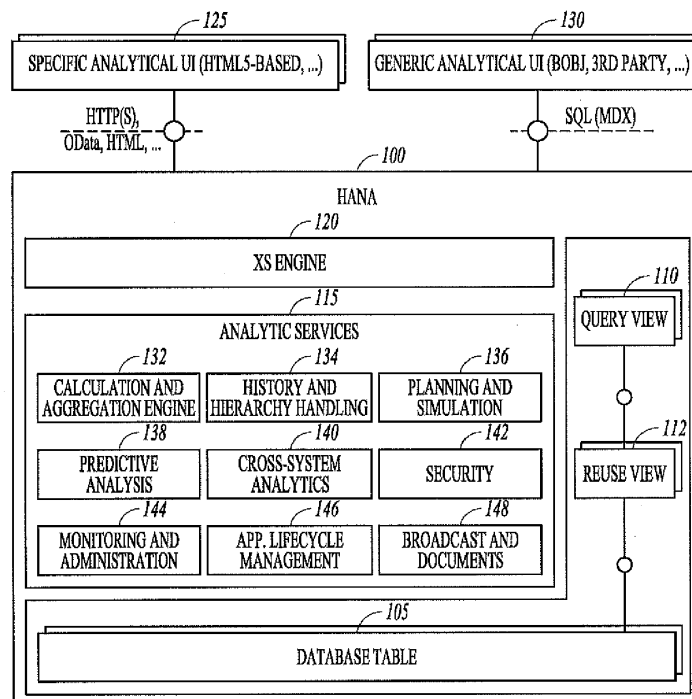 125
130
SPECIFIC ANALYTICAL UI (HTML5-BASED, ...)
GENERIC ANALYTICAL UI (BOBJ, 3RD PARTY, ...)
HTTP(S),
OData, HTML, ...
SQL (MDX)
100
HANA
120
XS ENGINE
110
QUERY VIEW
115
ANALYTIC SERVICES
132
134
136
CALCULATION AND
AGGREGATION ENGINE
HISTORY AND
HIERARCHY HANDLING
PLANNING AND
SIMULATION
138
140
142
PREDICTIVE
ANALYSIS
CROSS-SYSTEM
ANALYTICS
SECURITY
112
REUSE VIEW
144
146
148
MONITORING AND
ADMINISTRATION
APP. LIFECYCLE
MANAGEMENT
BROADCAST AND
DOCUMENTS
105
DATABASE TABLE